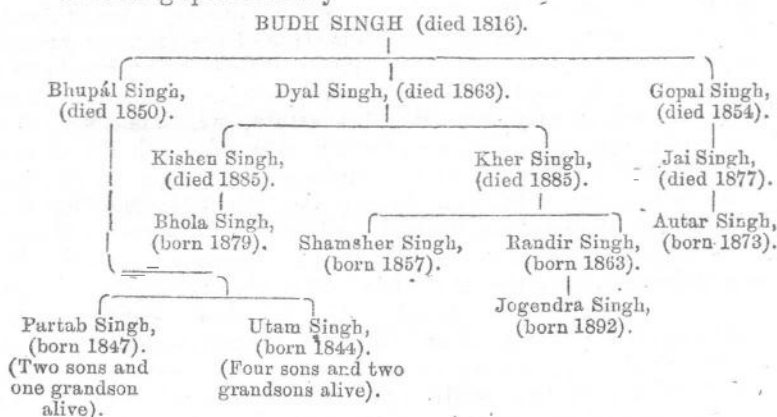 BUDH SINGH (died 1816).
Bhupál Singh, Dyal Singh, (died 1863). Gopal Singh,
(died 1850). (died 1854).
Kishen Singh, Kher Singh, Jai Singh,
(died 1885). (died 1885). (died 1877).
Bhola Singh, Autar Singh,
(born 1879). Shamsher Singh, Randir Singh, (born 1873).
(born 1857). (born 1863).
Jogendra Singh,
Partab Singh, Utam Singh, (born 1892).
(born 1847). (born 1844).
(Two sons and (Four sons and two
one grandson grandsons alive).
alive).